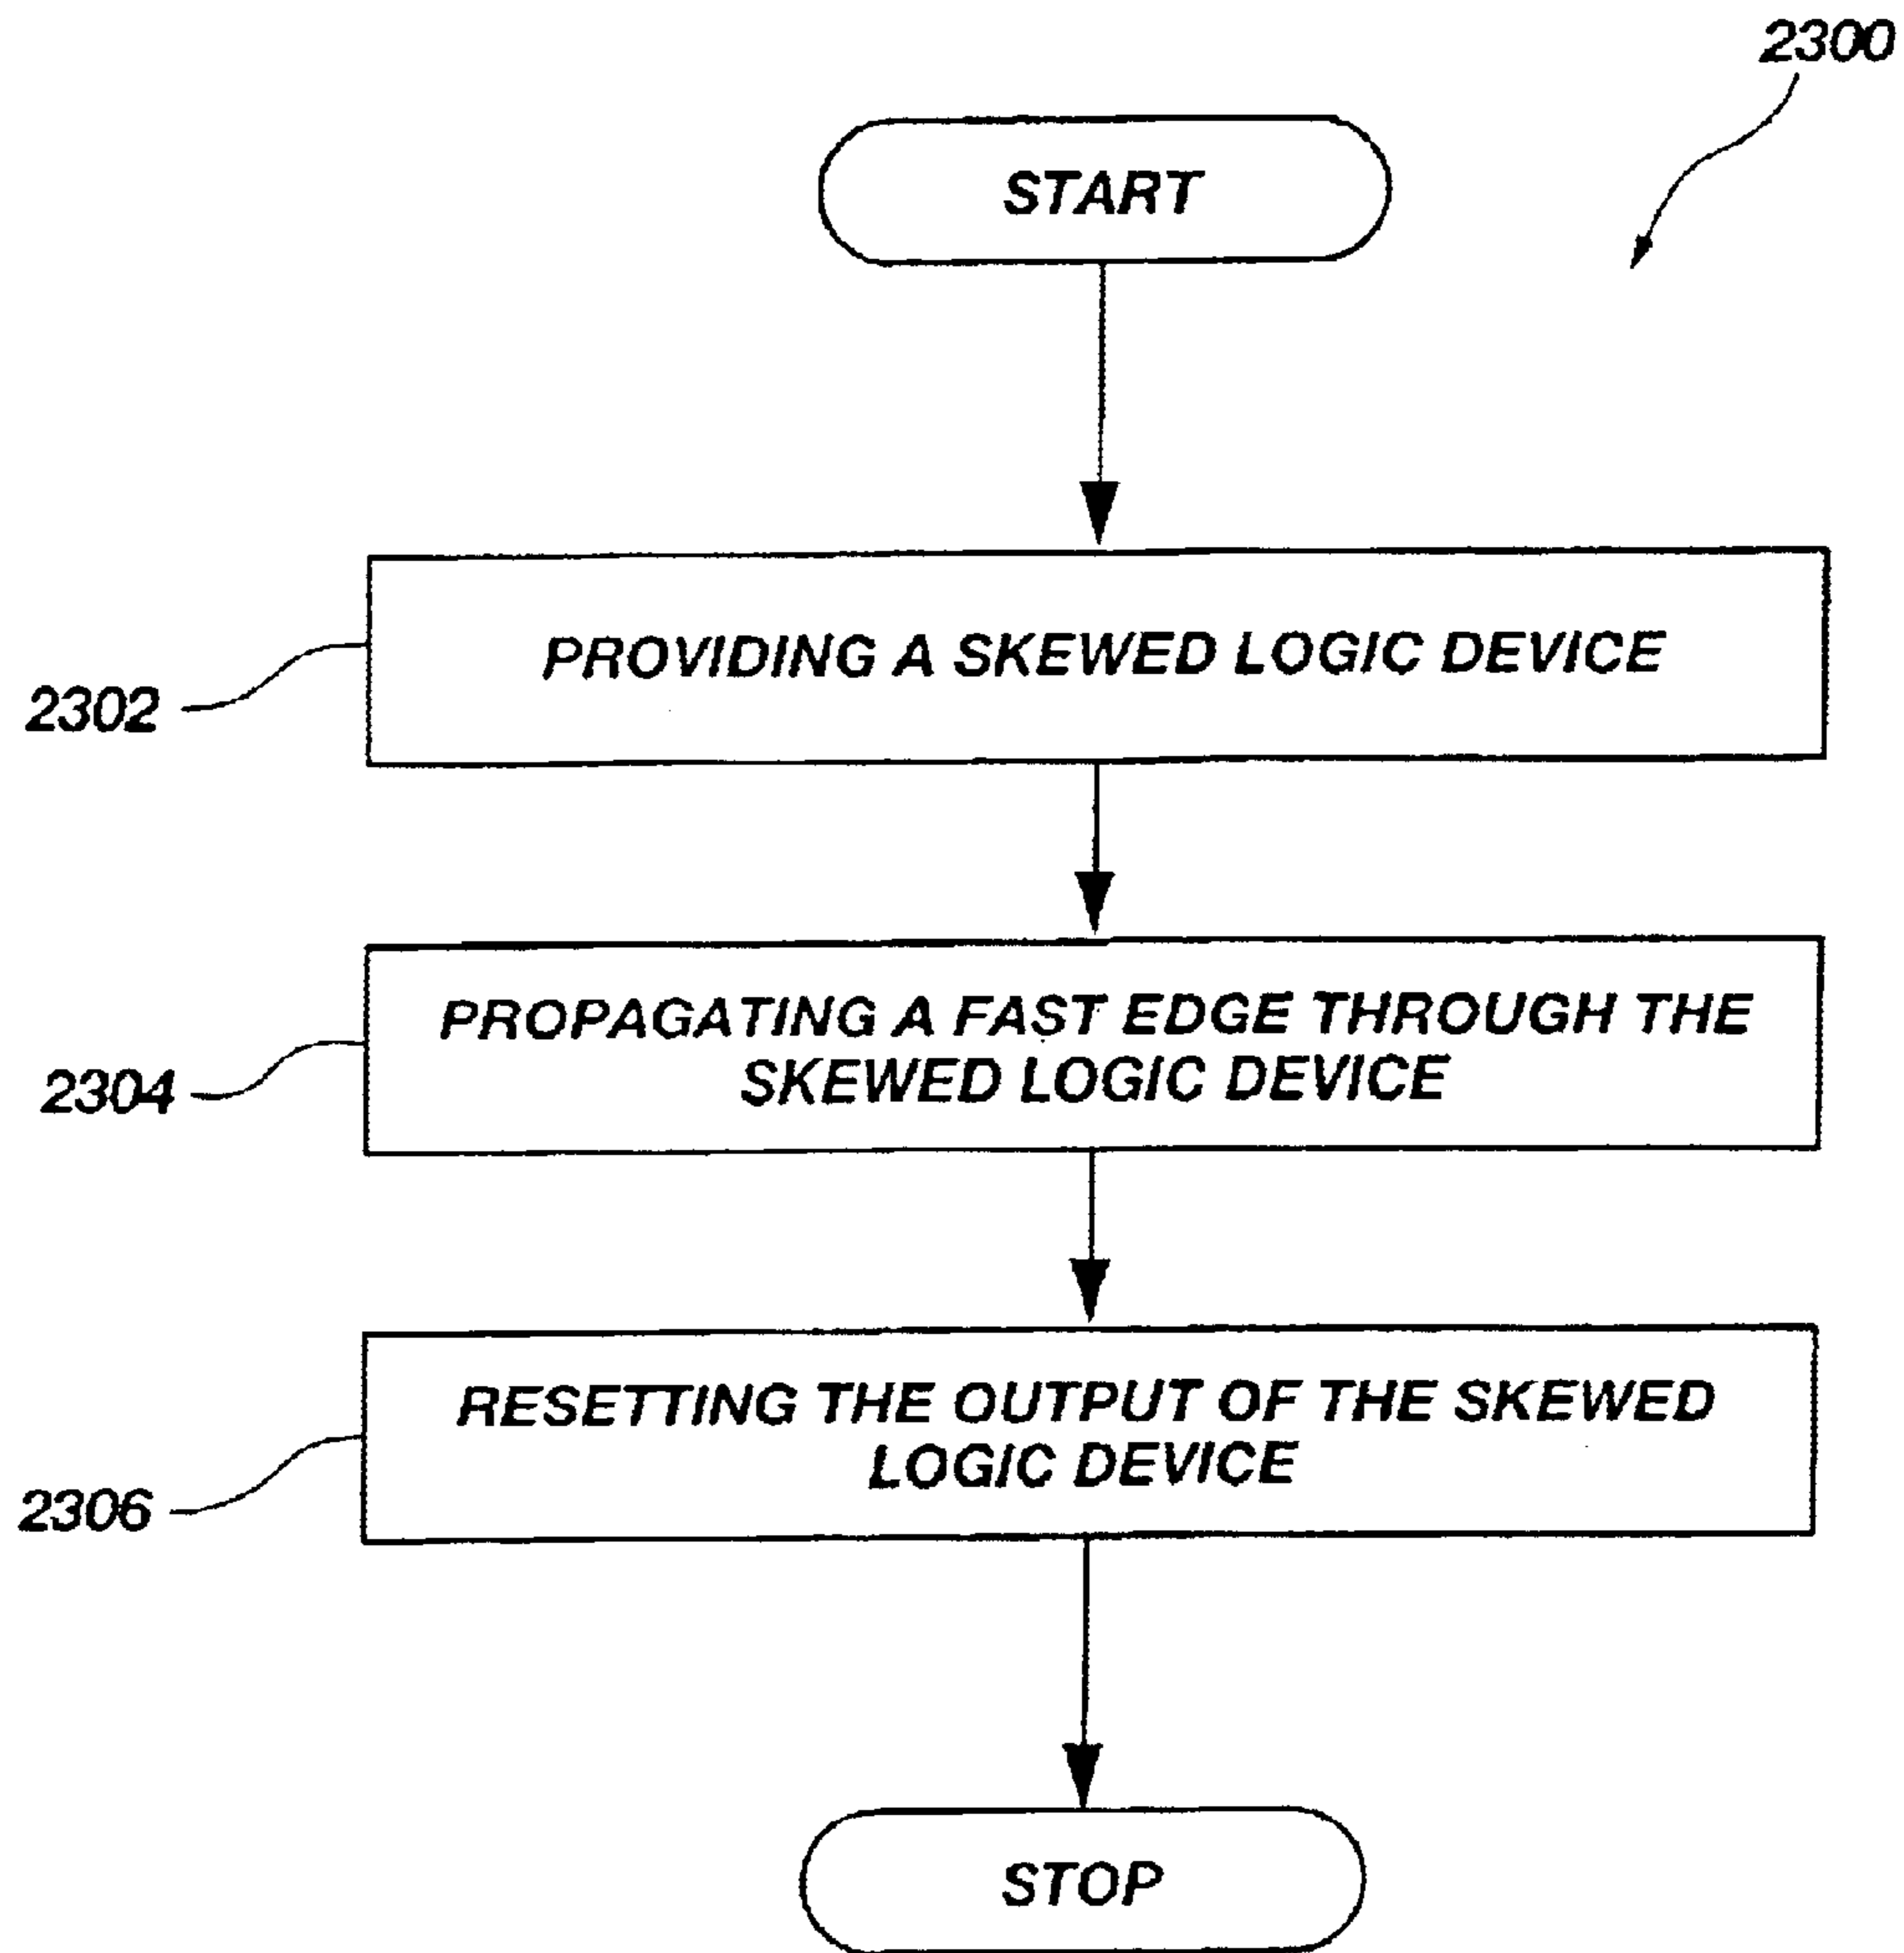 2300
START
PROVIDING A SKEWED LOGIC DEVICE
2302
PROPAGATING A FAST EDGE THROUGH THE
SKEWED LOGIC DEVICE
2304
RESETTING THE OUTPUT OF THE SKEWED
LOGIC DEVICE
2306
STOP